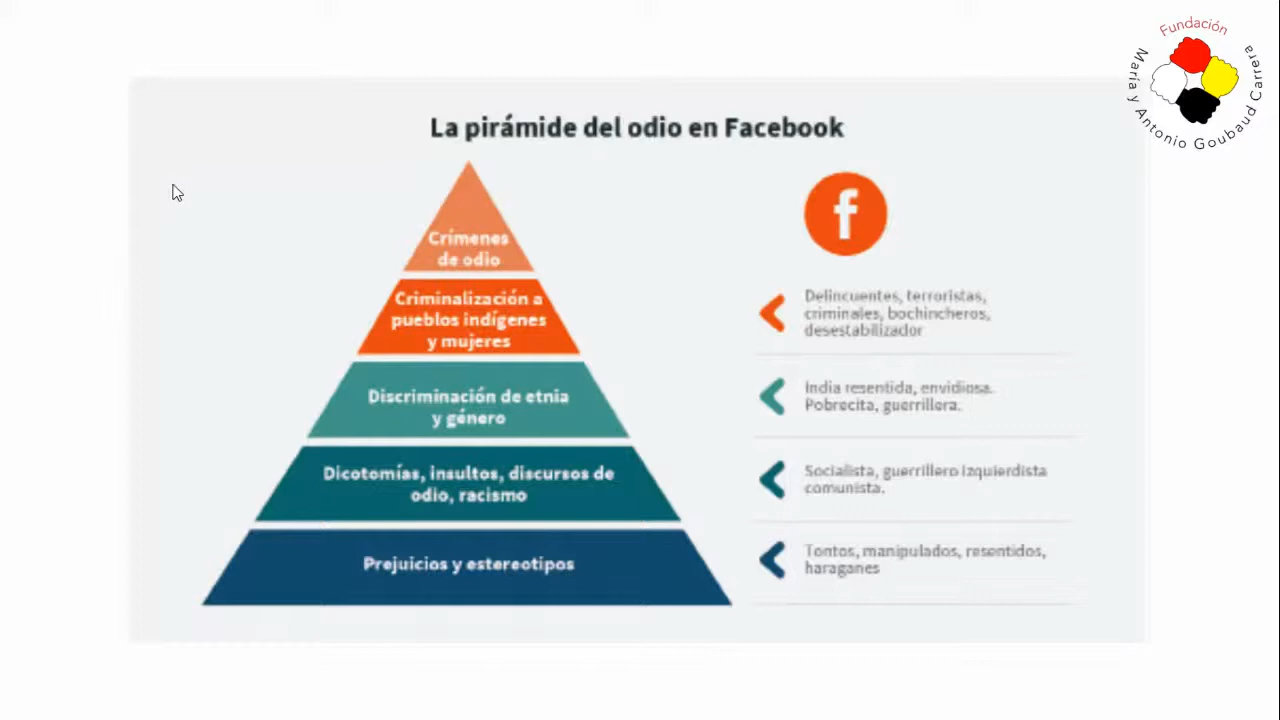 Fundación
María y Antonio Goubaud Carrera
La pirámide del odio en Facebook
f
Crímenes
de odio
Criminalización a
pueblos indígenes
y mujeres
Delincuentes, terroristas,
criminales, bochincheros,
desestabilizador
Discriminación de etnia
y género
India resentida, envidiosa.
Pobrecita, guerrillera.
Dicotomías, insultos, discursos de
odio, racismo
Socialista, guerrillero izquierdista
comunista.
Prejuicios y estereotipos
Tontos, manipulados, resentidos,
haraganes